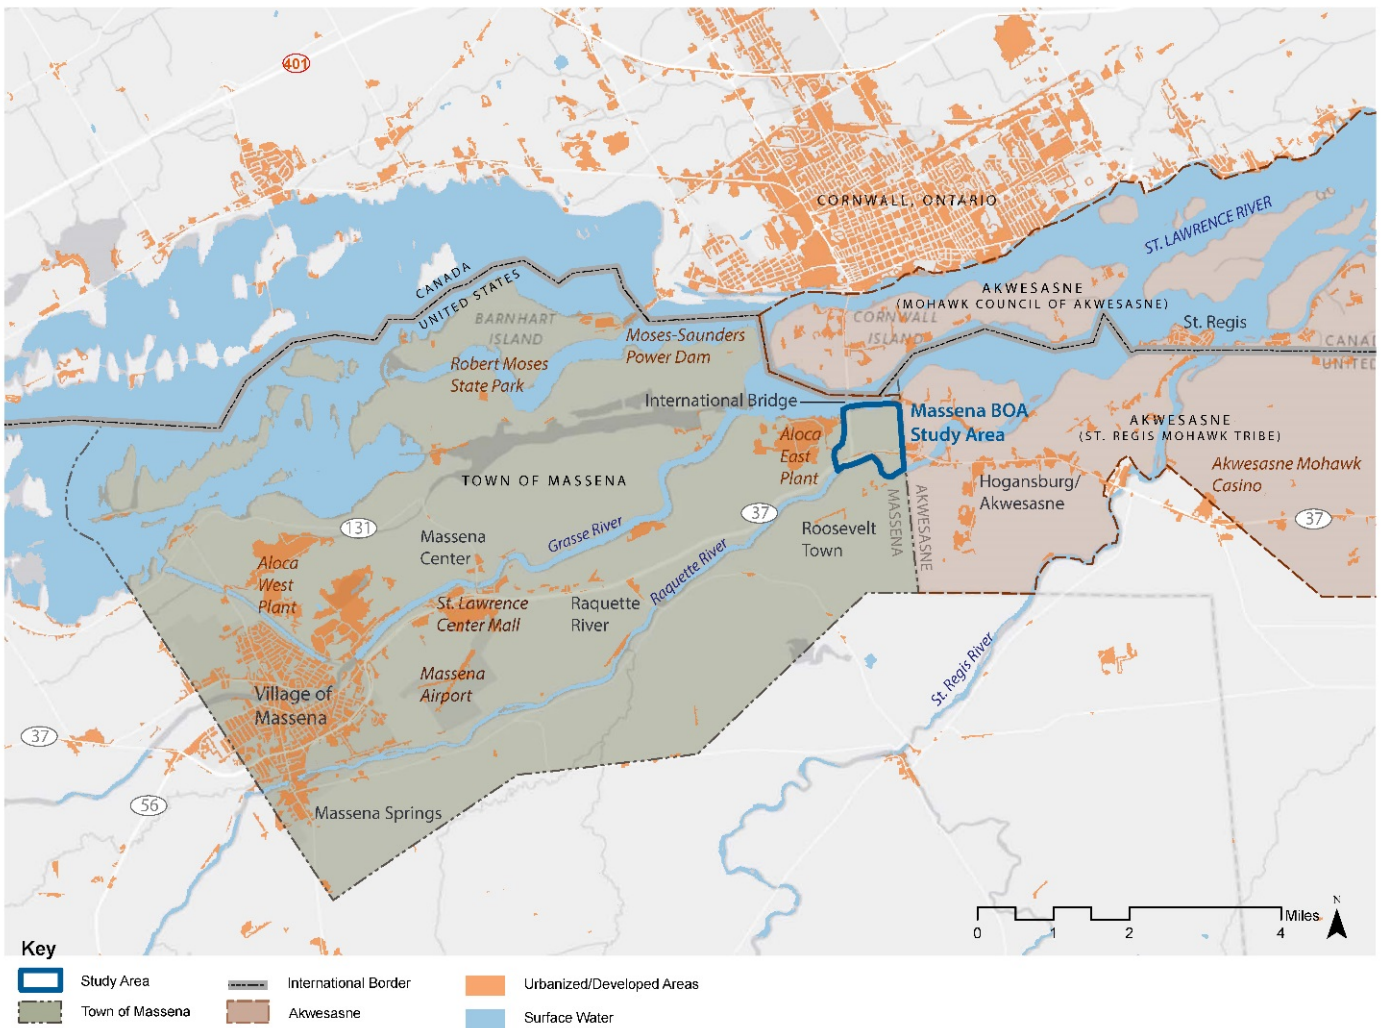 401
CORNWALL, ONTARIO
ST. LAWRENCE RIVER
CANADA
UNITED STATES
AKWESASNE
(MOHAWK COUNCIL OF AKWESASNE)
BARNHART
ISLAND
CORNWALL
ISLAND
St. Regis
Moses-Saunders
Power Dam
CANAD
UNITED
Robert Moses
State Park
International Bridge
Massena BOA
Study Area
AKWESASNE
(ST. REGIS MOHAWK TRIBE)
Aloca
East
Plant
Akwesasne Mohawk
Casino
TOWN OF MASSENA
Hogansburg/
Akwesasne
MASSENA
AKWESASNE
37
37
131
Roosevelt
Town
Massena
Center
Grasse River
Raquette River
Aloca
West
Plant
St. Lawrence
Center Mall
Raquette
River
St. Regis River
Massena
Airport
Village of
Massena
37
56
Massena Springs
N
Miles
0 1 2 4
Key
Study Area
International Border
Urbanized/Developed Areas
Town of Massena
Akwesasne
Surface Water